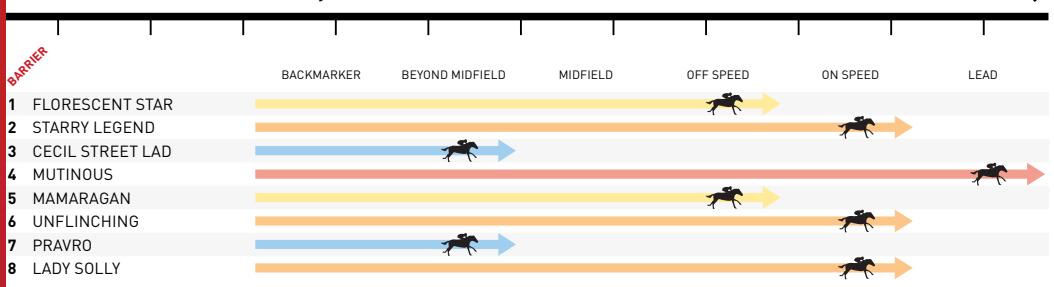 BARRIER
BACKMARKER BEYOND MIDFIELD MIDFIELD OFF SPEED ON SPEED LEAD
1 FLORESCENT STAR
2 STARRY LEGEND
3 CECIL STREET LAD
4 MUTINOUS
5 MAMARAGAN
6 UNFLINCHING
7 PRAVRO
8 LADY SOLLY